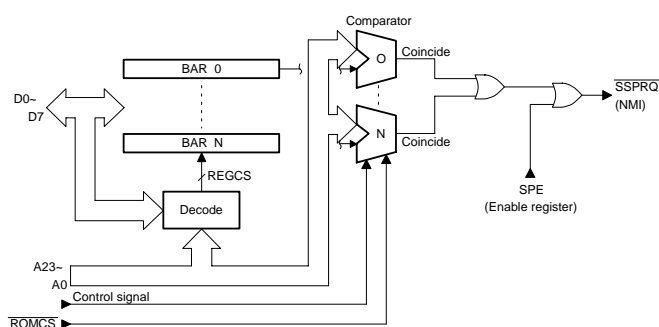 Comparator
BAR 0
O
Coincide
D0~
D7
SSPRQ
(NMI)
BAR N
N
Coincide
REGCS
SPE
(Enable register)
Decode
A23~
A0
Control signal
ROMCS